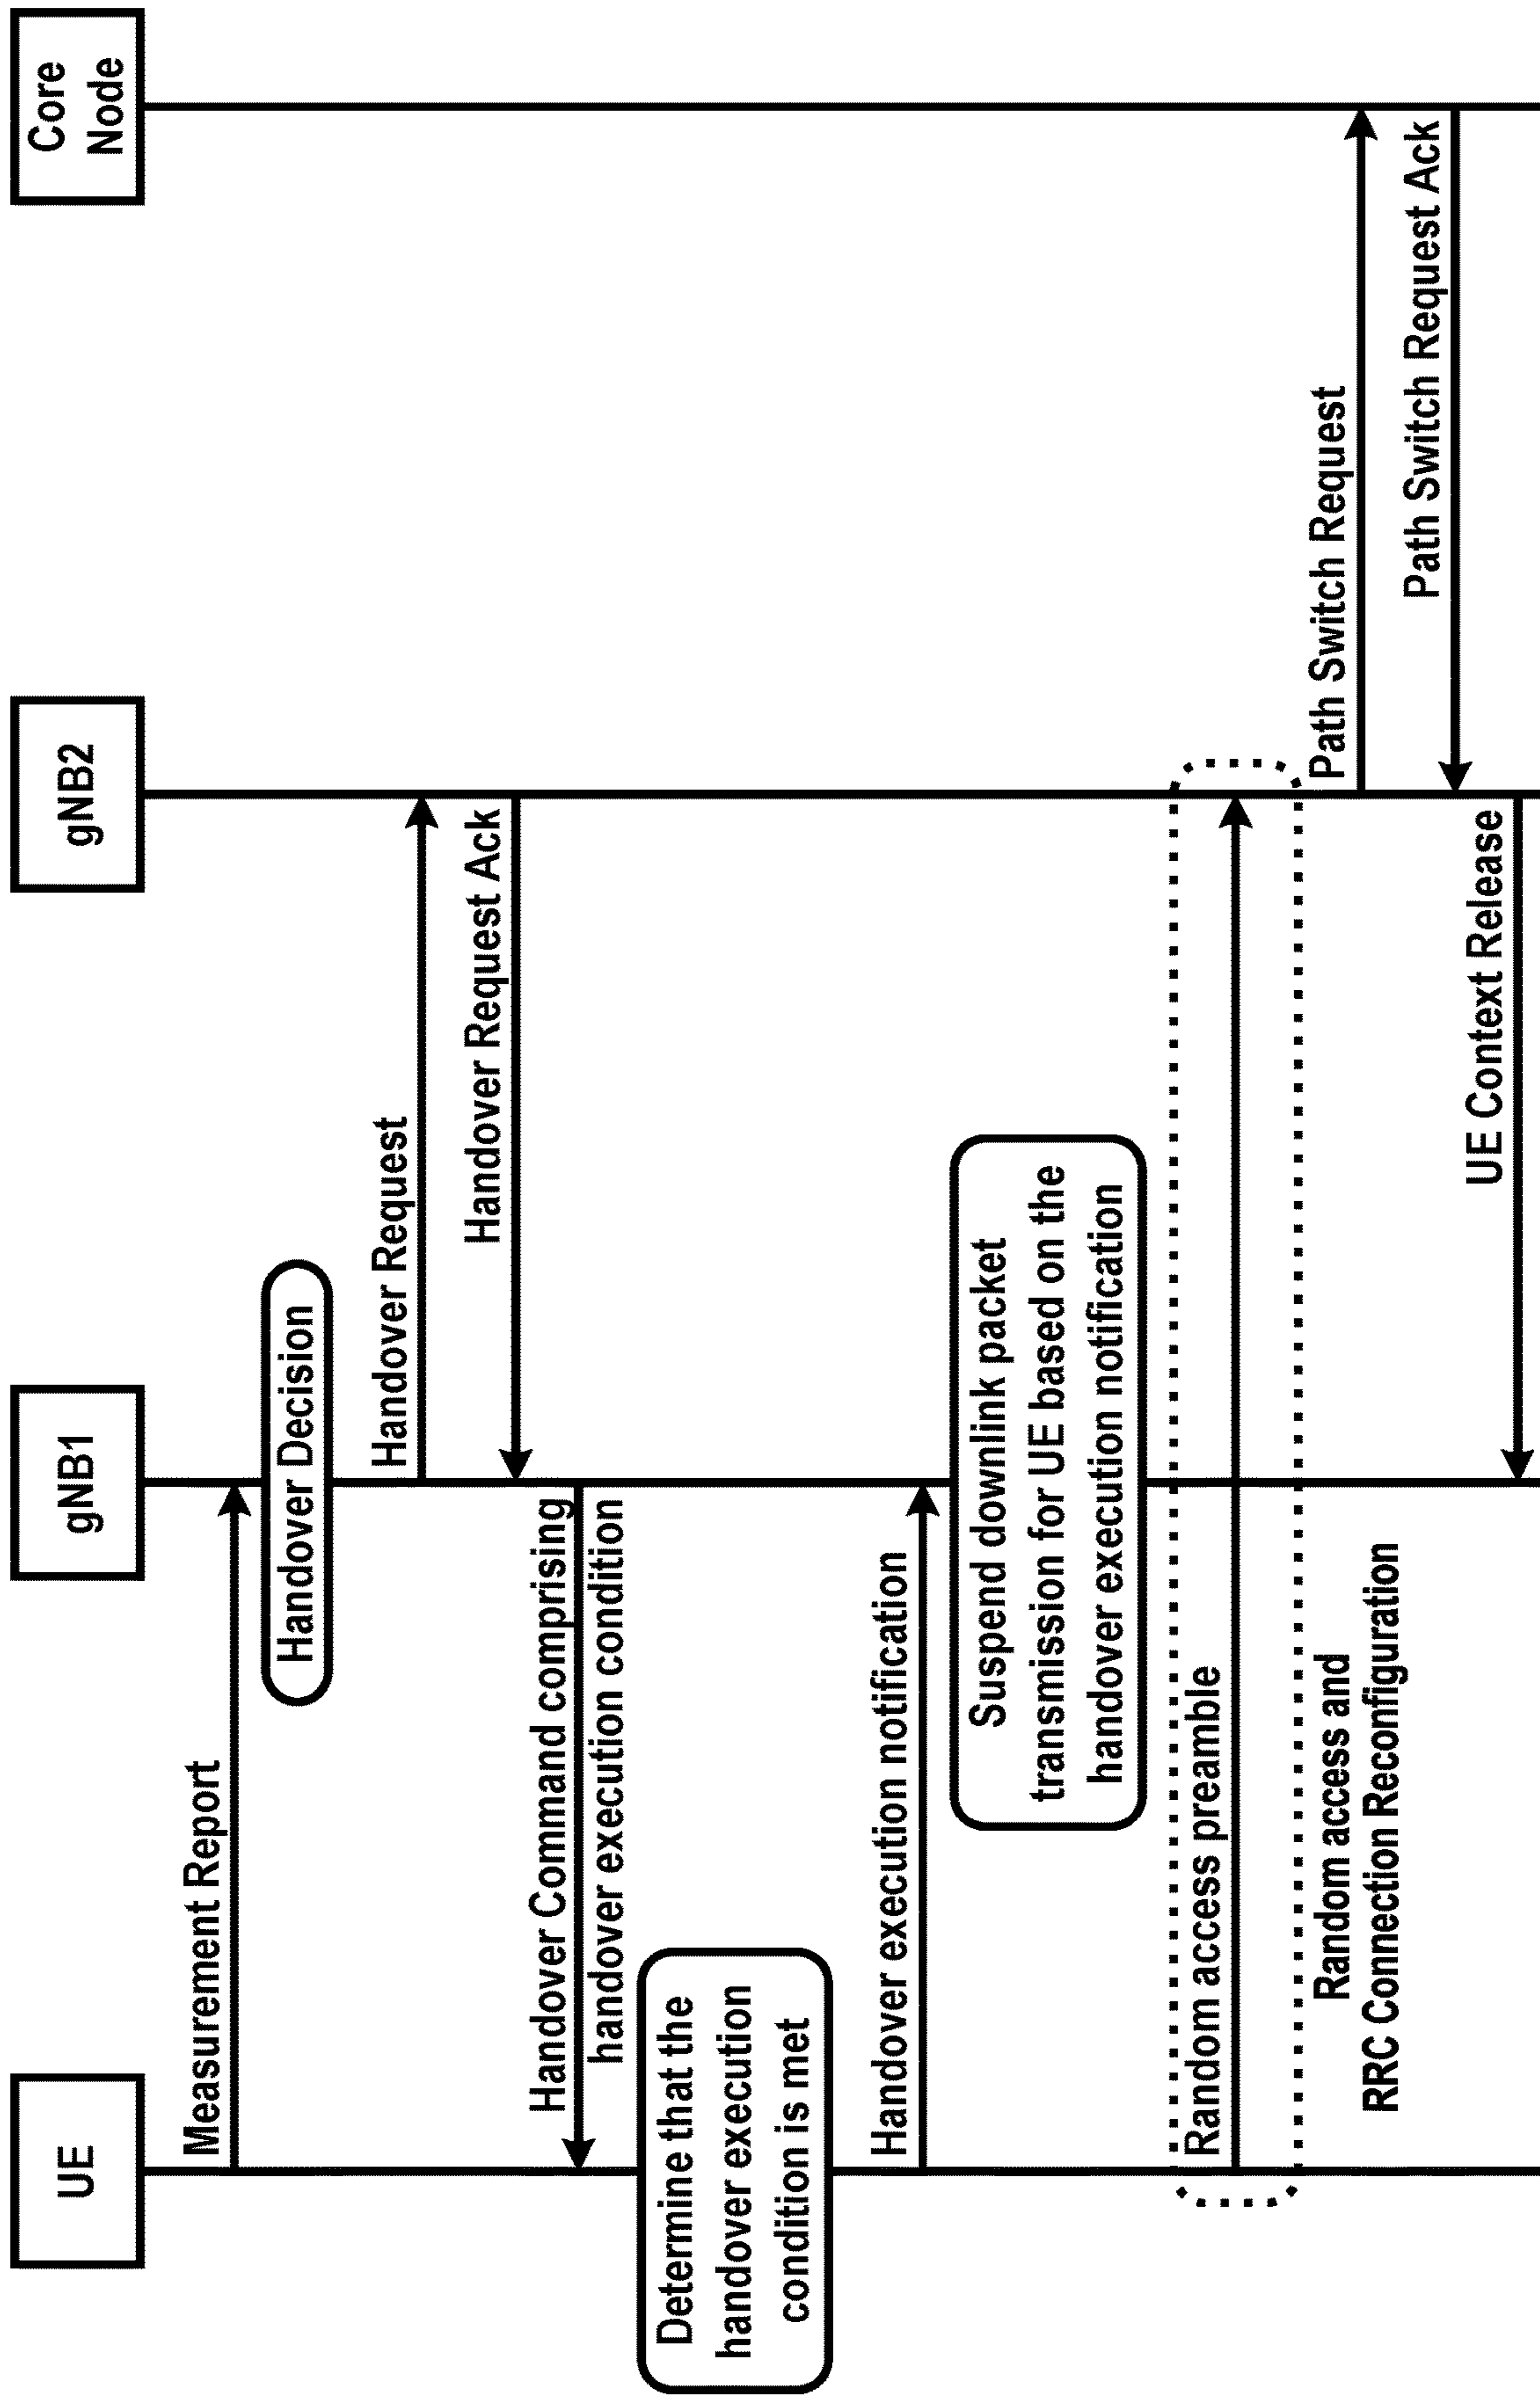 UE
gNB1
gNB2
Core
Node
Measurement Report
Handover Decision
Handover Request
Handover Request Ack
Handover Command comprising
handover execution condition
Determine that the
handover execution
condition is met
Handover execution notification
Suspend downlink packet
transmission for UE based on the
handover execution notification
Random access preamble
Random access and
RRC Connection Reconfiguration
Path Switch Request
Path Switch Request Ack
UE Context Release